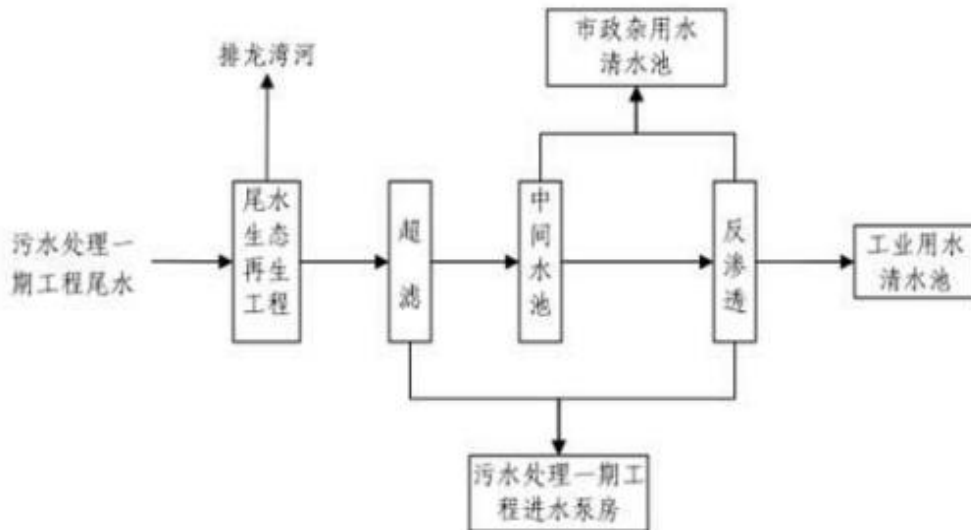 市政杂用水
清水池
排龙湾河
尾水
生态
再生
工程
超
滤
中
间
水
池
反
渗
透
污水处理一
期工程尾水
工业用水
清水池
污水处理一期工
程进水泵房